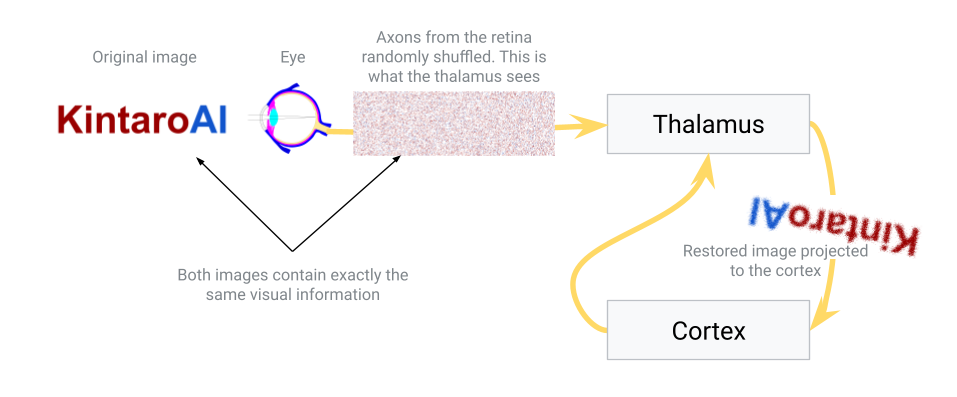 Original image
Eye
Axons from the retina
randomly shuffled. This is
what the thalamus sees
KintaroAI
Thalamus
KintaroAI
Restored image projected
to the cortex
Both images contain exactly the
same visual information
Cortex